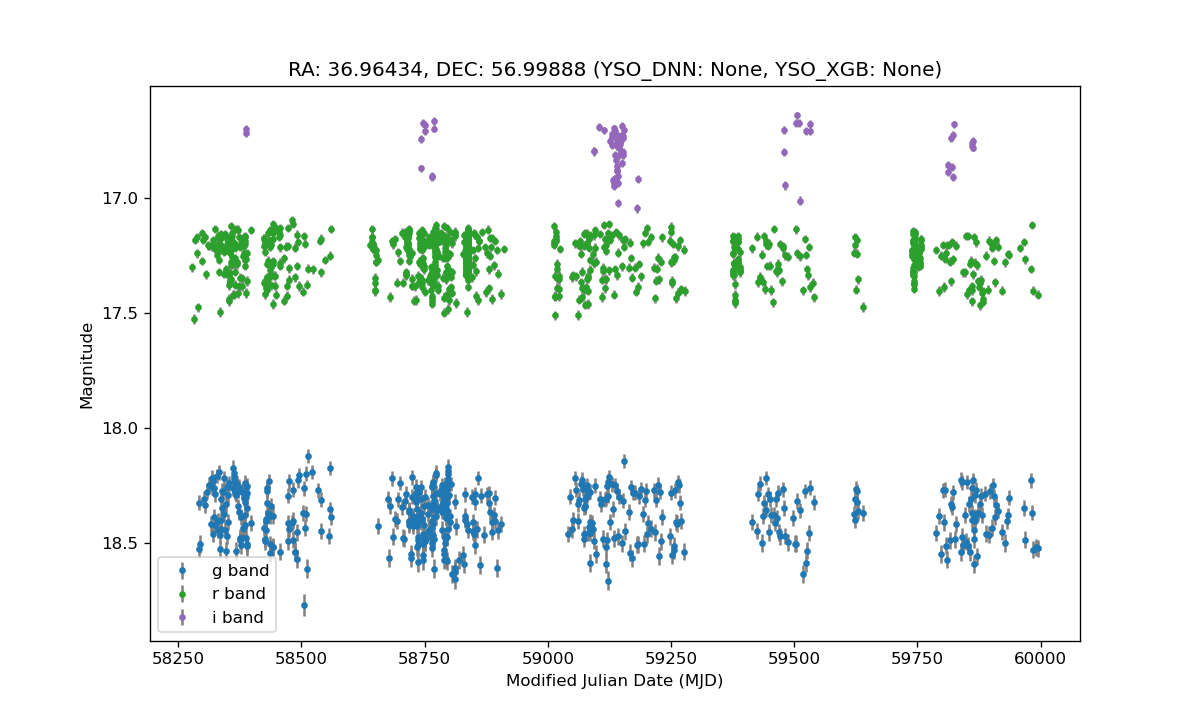 RA: 36.96434, DEC: 56.99888 (YSO_DNN: None, YSO_XGB: None)
17.0
17.5
18.0
18.5
Magnitude
g band
r band
i band
58250 58500 58750 59000 59250 59500 59750 60000
Modified Julian Date (MJD)